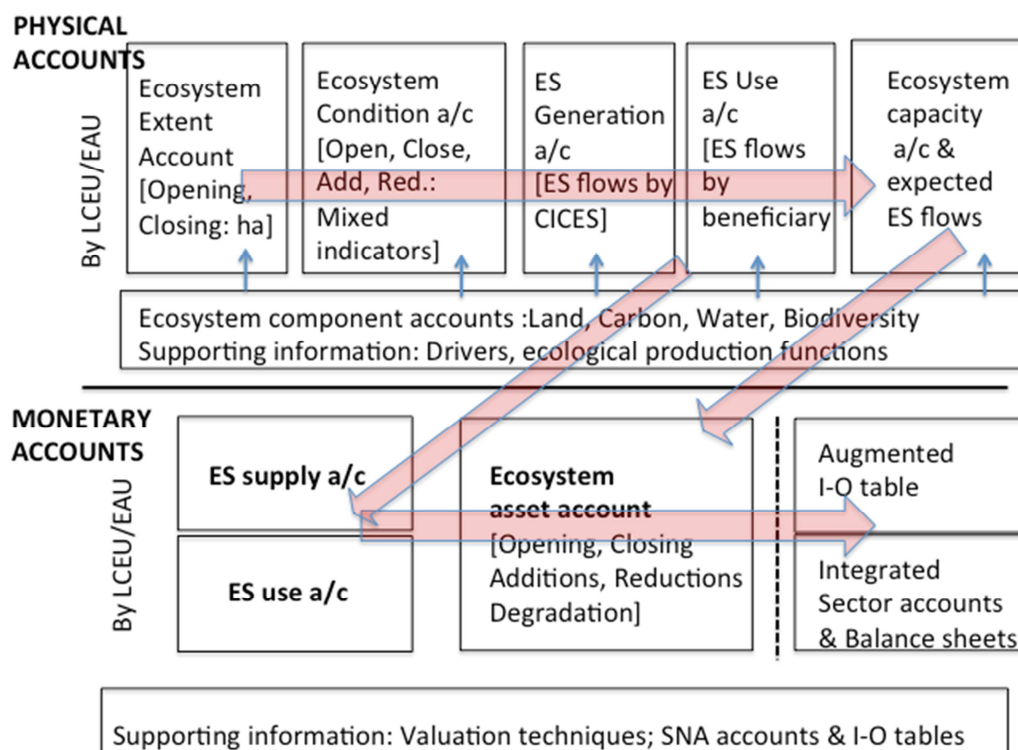 PHYSICAL
ACCOUNTS
By LCEU/EAU
Ecosystem
Extent
Account
[Opening,
Closing: ha]
Ecosystem
Condition a/c
[Open, Close,
Add, Red.:
Mixed
indicators]
ES
Generation
a/c
[ES flows by
CICES]
ES Use
a/c
[ES flows
by
beneficiary
Ecosystem
capacity
a/c &
expected
ES flows
Ecosystem component accounts :Land, Carbon, Water, Biodiversity
Supporting information: Drivers, ecological production functions
MONETARY
ACCOUNTS
By LCEU/EAU
ES supply a/c
ES use a/c
Ecosystem
asset account
[Opening, Closing
Additions, Reductions
Degradation]
Augmented
I-O table
Integrated
Sector accounts
& Balance sheets
Supporting information: Valuation techniques; SNA accounts & I-O tables